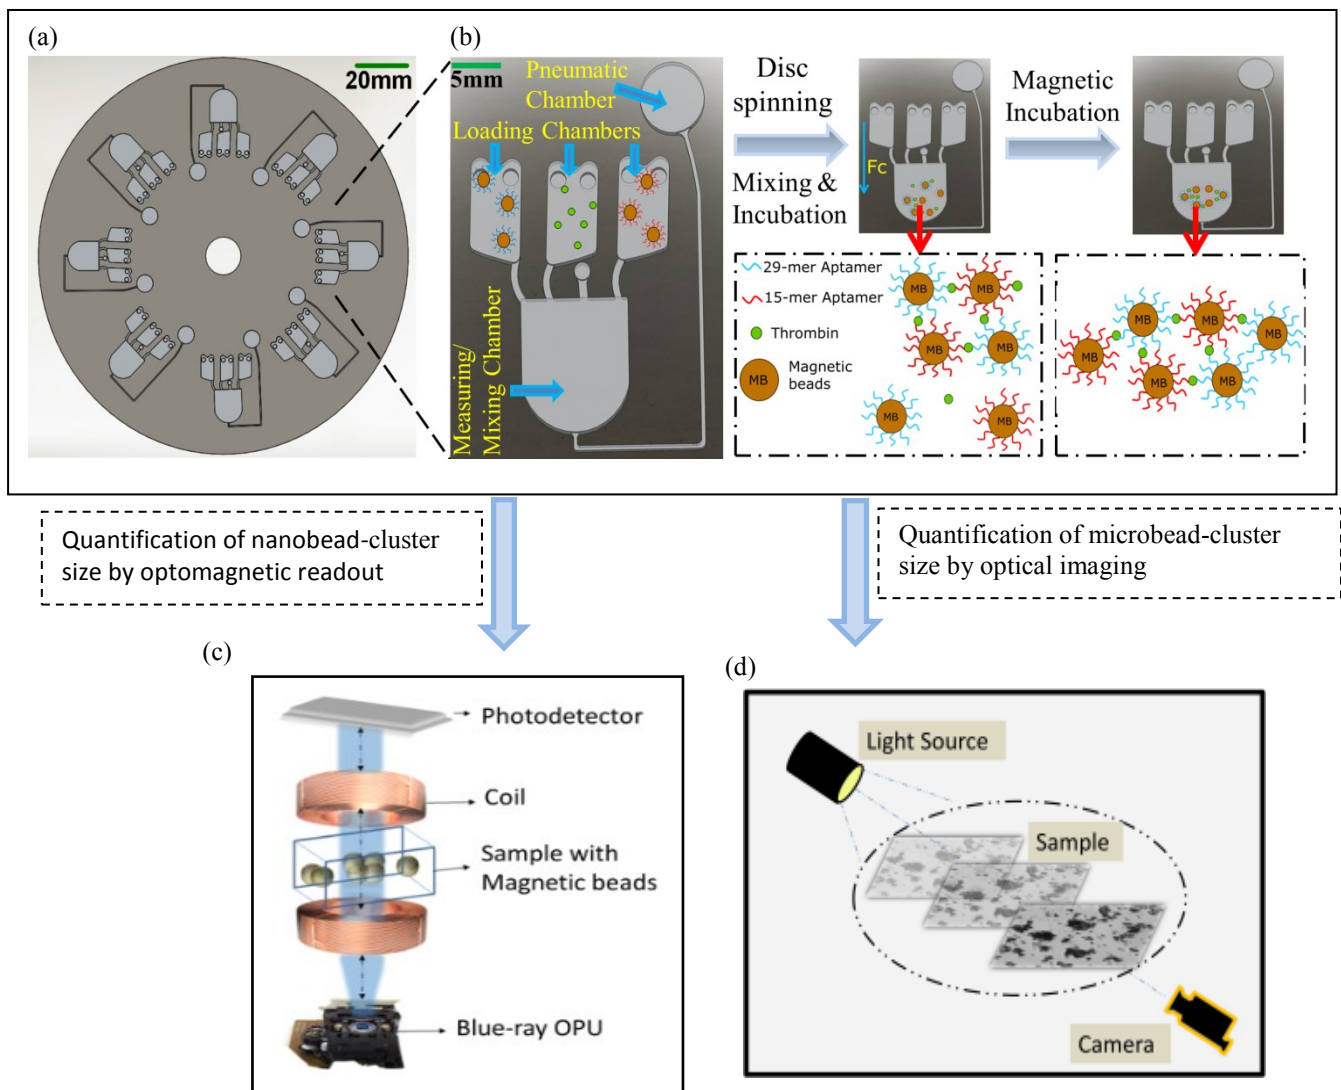 (a)
20mm
(b)
5mm
Pneumatic
Chamber
Loading Chambers
Measuring/
Mixing Chamber
Disc
spinning
Mixing &
Incubation
Fc
Magnetic
Incubation
29-mer Aptamer
15-mer Aptamer
Thrombin
MB
Magnetic
beads
MB
MB
MB
MB
MB
MB
MB
MB
MB
MB
MB
MB
Quantification of nanobead-cluster
size by optomagnetic readout
Quantification of microbead-cluster
size by optical imaging
(c)
Photodetector
Coil
Sample with
Magnetic beads
Blue-ray OPU
(d)
Light Source
Sample
Camera